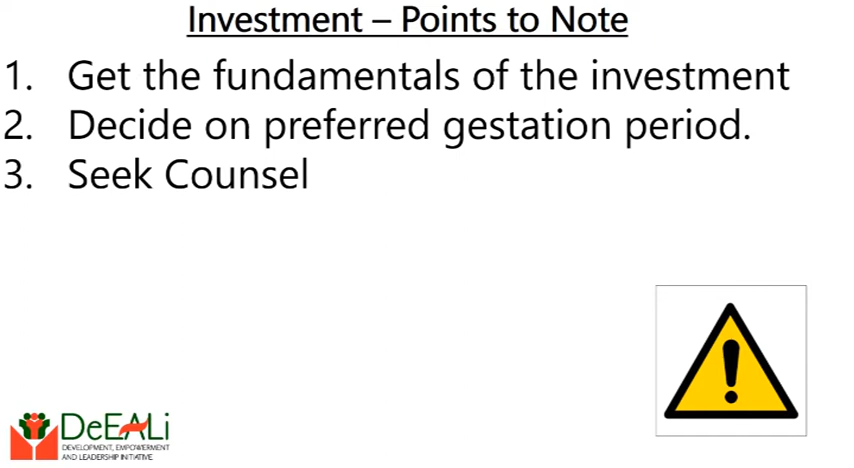 Investment – Points to Note
1. Get the fundamentals of the investment
2. Decide on preferred gestation period.
3. Seek Counsel
DeEALi
DEVELOPMENT, EMPOWERMENT
AND LEADERSHIP INITIATIVE